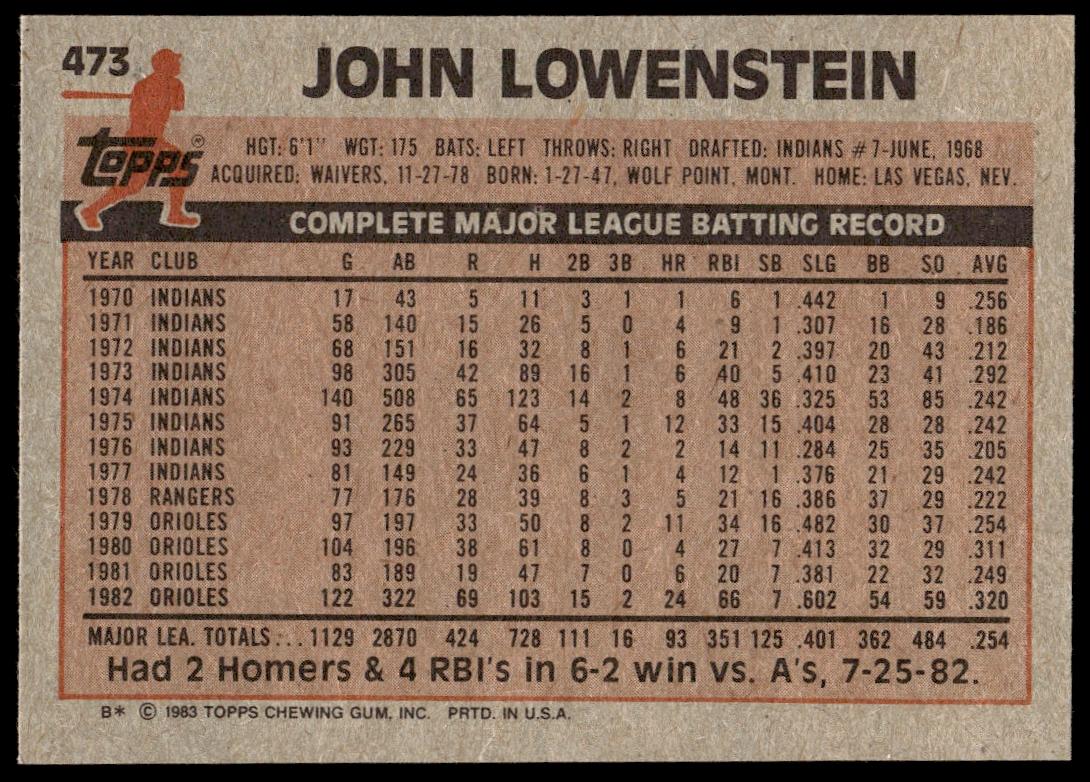 473 JOHN LOWENSTEIN
topps®
HGT: 6'1" WGT: 175 BATS: LEFT THROWS: RIGHT DRAFTED: INDIANS #7-JUNE, 1968
ACQUIRED: WAIVERS, 11-27-78 BORN: 1-27-47, WOLF POINT, MONT. HOME: LAS VEGAS, NEV.
COMPLETE MAJOR LEAGUE BATTING RECORD
YEAR CLUB G AB R H 2B 3B HR RBI SB SLG BB SO AVG
1970 INDIANS 17 43 5 11 3 1 1 6 1 .442 1 9 .256
1971 INDIANS 58 140 15 26 5 0 4 9 1 .307 16 28 .186
1972 INDIANS 68 151 16 32 8 1 6 21 2 .397 20 43 .212
1973 INDIANS 98 305 42 89 16 1 6 40 5 .410 23 41 .292
1974 INDIANS 140 508 65 123 14 2 8 48 36 .325 53 85 .242
1975 INDIANS 91 265 37 64 5 1 12 33 15 .404 28 28 .242
1976 INDIANS 93 229 33 47 8 2 2 14 11 .284 25 35 .205
1977 INDIANS 81 149 24 36 6 1 4 12 1 .376 21 29 .242
1978 RANGERS 77 176 28 39 8 3 5 21 16 .386 37 29 .222
1979 ORIOLES 97 197 33 50 8 2 11 34 16 .482 30 37 .254
1980 ORIOLES 104 196 38 61 8 0 4 27 7 .413 32 29 .311
1981 ORIOLES 83 189 19 47 7 0 6 20 7 .381 22 32 .249
1982 ORIOLES 122 322 69 103 15 2 24 66 7 .602 54 59 .320
MAJOR LEA. TOTALS... 1129 2870 424 728 111 16 93 351 125 .401 362 484 .254
Had 2 Homers & 4 RBI's in 6-2 win vs. A's, 7-25-82.
B* © 1983 TOPPS CHEWING GUM, INC. PRTD. IN U.S.A.